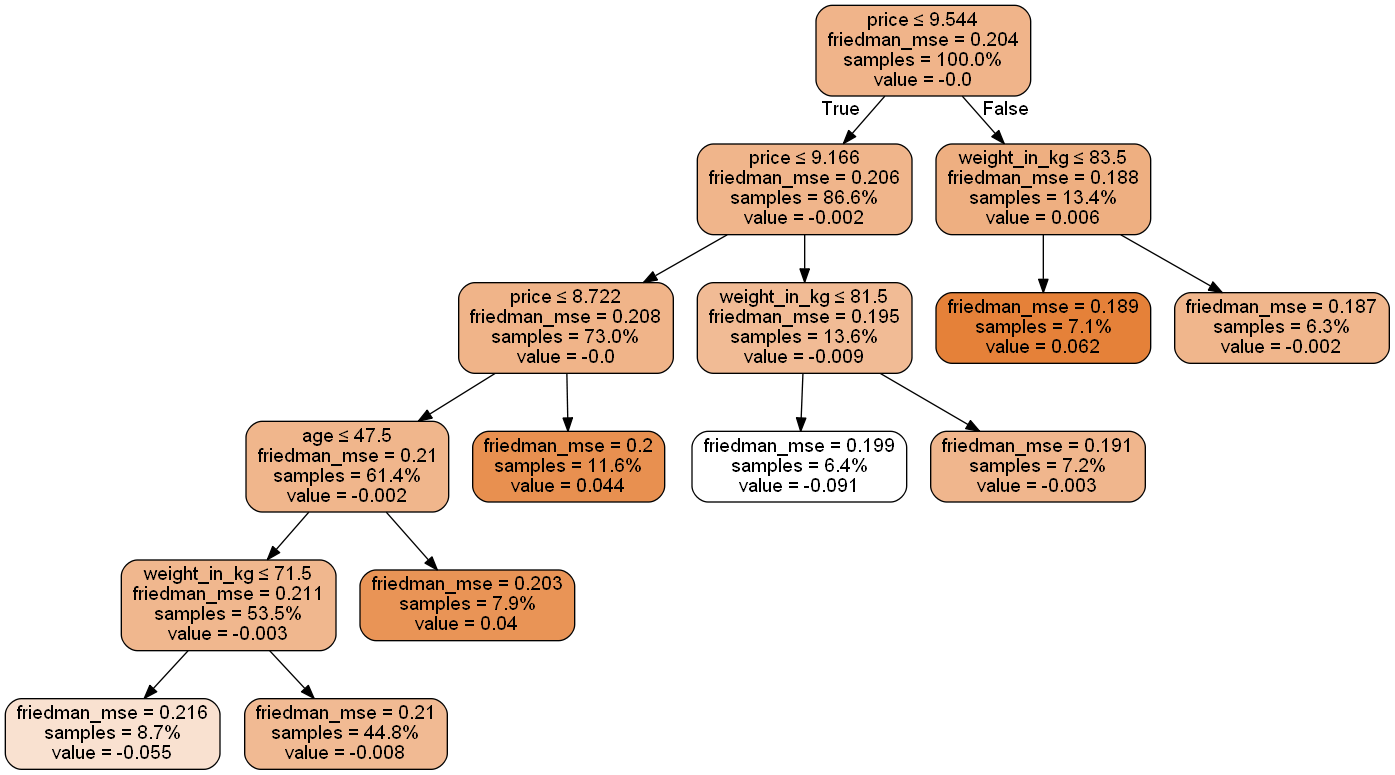 price ≤ 9.544
friedman_mse = 0.204
samples = 100.0%
value = -0.0
True
False
price ≤ 9.166
friedman_mse = 0.206
samples = 86.6%
value = -0.002
weight_in_kg ≤ 83.5
friedman_mse = 0.188
samples = 13.4%
value = 0.006
price ≤ 8.722
friedman_mse = 0.208
samples = 73.0%
value = -0.0
weight_in_kg ≤ 81.5
friedman_mse = 0.195
samples = 13.6%
value = -0.009
friedman_mse = 0.189
samples = 7.1%
value = 0.062
friedman_mse = 0.187
samples = 6.3%
value = -0.002
age ≤ 47.5
friedman_mse = 0.21
samples = 61.4%
value = -0.002
friedman_mse = 0.2
samples = 11.6%
value = 0.044
friedman_mse = 0.199
samples = 6.4%
value = -0.091
friedman_mse = 0.191
samples = 7.2%
value = -0.003
weight_in_kg ≤ 71.5
friedman_mse = 0.211
samples = 53.5%
value = -0.003
friedman_mse = 0.203
samples = 7.9%
value = 0.04
friedman_mse = 0.216
samples = 8.7%
value = -0.055
friedman_mse = 0.21
samples = 44.8%
value = -0.008